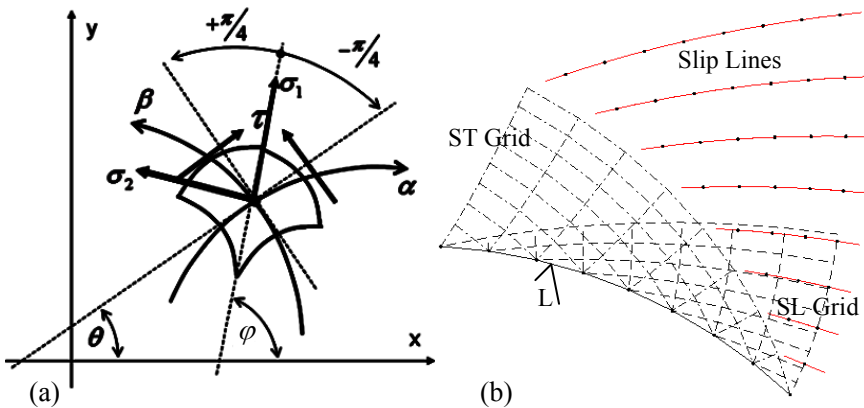 y
+π/4
−π/4
σ₁
β
τ
σ₂
α
θ
φ
x
(a)
Slip Lines
ST Grid
L
SL Grid
(b)